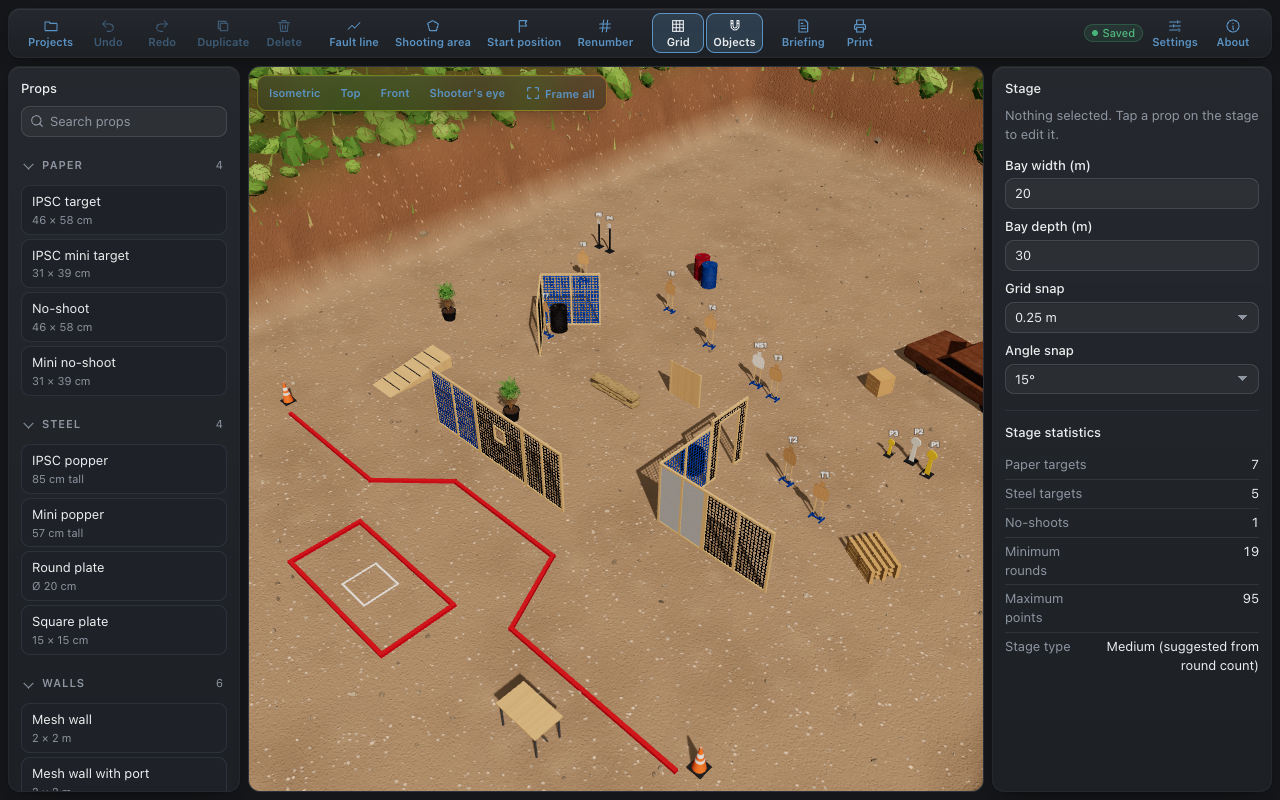 Projects
Undo
Redo
Duplicate
Delete
Fault line
Shooting area
Start position
Renumber
Grid
Objects
Briefing
Print
Saved
Settings
About
Props
Search props
PAPER 4
IPSC target
46 × 58 cm
IPSC mini target
31 × 39 cm
No-shoot
46 × 58 cm
Mini no-shoot
31 × 39 cm
STEEL 4
IPSC popper
85 cm tall
Mini popper
57 cm tall
Round plate
Ø 20 cm
Square plate
15 × 15 cm
WALLS 6
Mesh wall
2 × 2 m
Mesh wall with port
Isometric
Top
Front
Shooter's eye
Frame all
T4
NS1
T3
T2
T1
P3
P2
P1
Stage
Nothing selected. Tap a prop on the stage
to edit it.
Bay width (m)
20
Bay depth (m)
30
Grid snap
0.25 m
Angle snap
15°
Stage statistics
Paper targets 7
Steel targets 5
No-shoots 1
Minimum 19
rounds
Maximum 95
points
Stage type Medium (suggested from
round count)